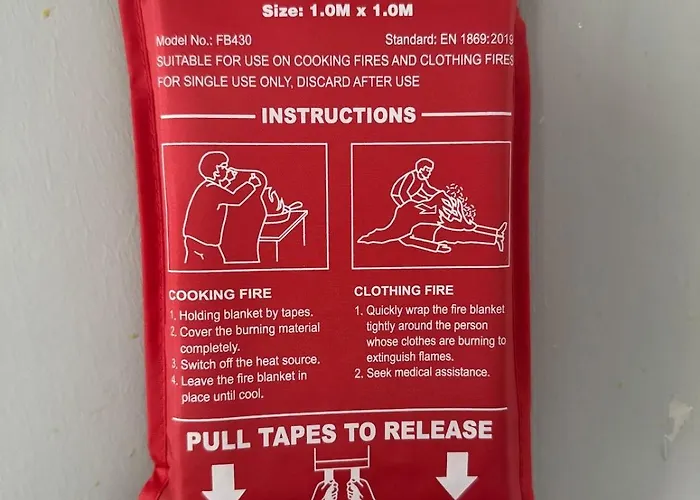 Size: 1.0M x 1.0M
Model No.: FB430 Standard: EN 1869:2019
SUITABLE FOR USE ON COOKING FIRES AND CLOTHING FIRES
FOR SINGLE USE ONLY, DISCARD AFTER USE
INSTRUCTIONS
COOKING FIRE
1. Holding blanket by tapes.
2. Cover the burning material
completely.
3. Switch off the heat source.
4. Leave the fire blanket in
place until cool.
CLOTHING FIRE
1. Quickly wrap the fire blanket
tightly around the person
whose clothes are burning to
extinguish flames.
2. Seek medical assistance.
PULL TAPES TO RELEASE